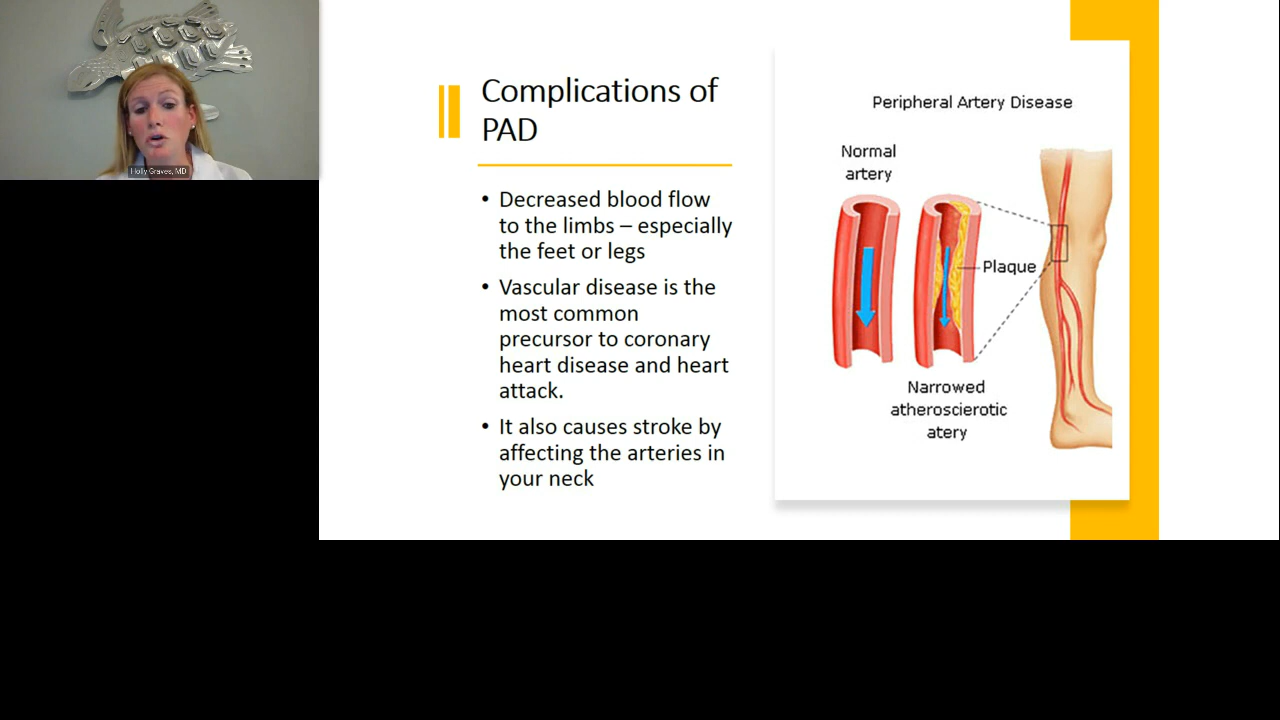 Holly Graves, MD
Complications of
PAD
• Decreased blood flow
to the limbs – especially
the feet or legs
• Vascular disease is the
most common
precursor to coronary
heart disease and heart
attack.
• It also causes stroke by
affecting the arteries in
your neck
Peripheral Artery Disease
Normal
artery
Plaque
Narrowed
atherosclerotic
atery